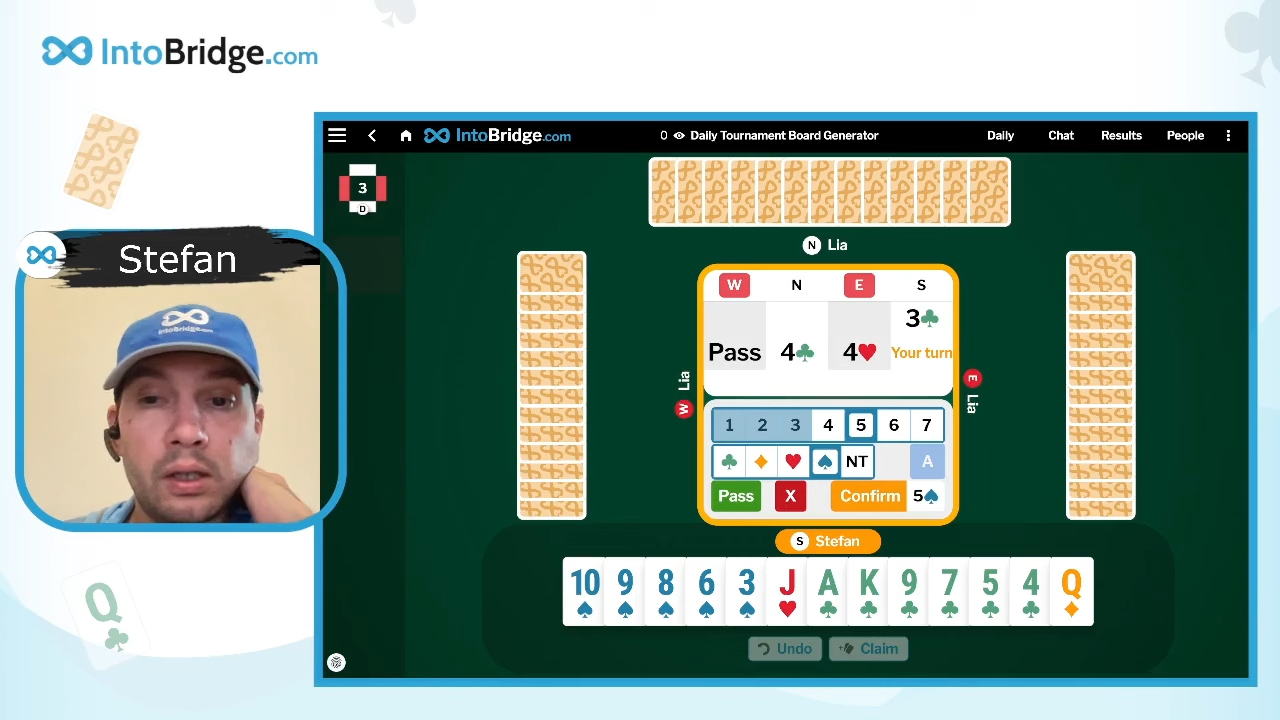 IntoBridge.com
IntoBridge.com
0 Daily Tournament Board Generator
Daily Chat Results People
3
D
N Lia
Stefan
W N E S
3♣
Pass 4♣ 4♥ Your turn
W Lia
E Lia
1 2 3 4 5 6 7
♣ ♦ ♥ ♠ NT A
Pass X Confirm 5♠
S Stefan
10 9 8 6 3 J A K 9 7 5 4 Q
♠ ♠ ♠ ♠ ♠ ♥ ♣ ♣ ♣ ♣ ♣ ♣ ♦
Undo Claim
Q